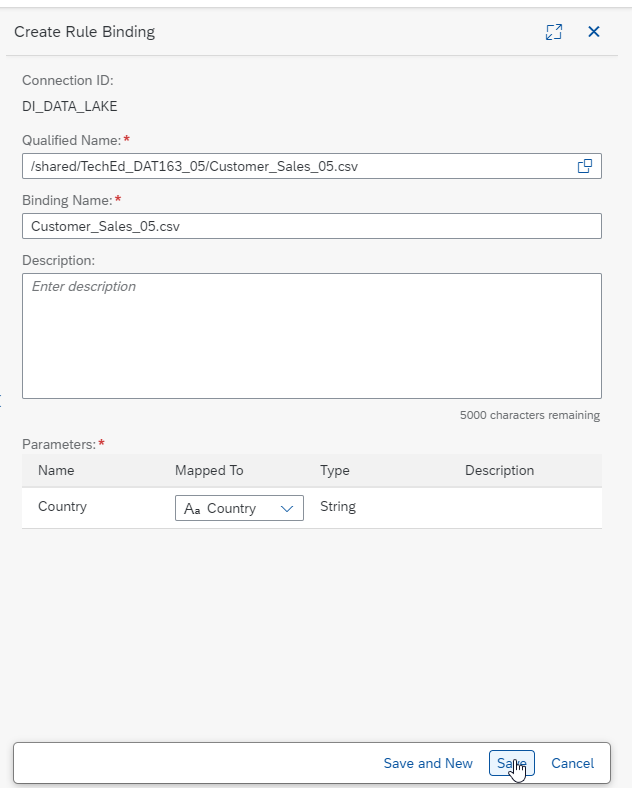 Create Rule Binding
Connection ID:
DI_DATA_LAKE
Qualified Name:*
/shared/TechEd_DAT163_05/Customer_Sales_05.csv
Binding Name:*
Customer_Sales_05.csv
Description:
Enter description
5000 characters remaining
Parameters:*
Name Mapped To Type Description
Country Aa Country String
Save and New Save Cancel